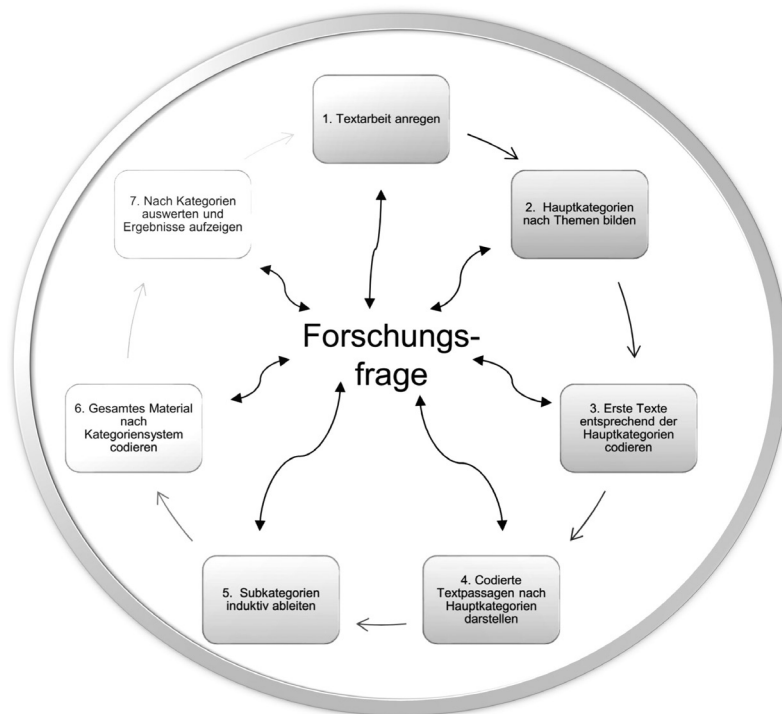 1. Textarbeit anregen
2. Hauptkategorien
nach Themen bilden
3. Erste Texte
entsprechend der
Hauptkategorien
codieren
4. Codierte
Textpassagen nach
Hauptkategorien
darstellen
5. Subkategorien
induktiv ableiten
6. Gesamtes Material
nach
Kategoriensystem
codieren
7. Nach Kategorien
auswerten und
Ergebnisse aufzeigen
Forschungs-
frage